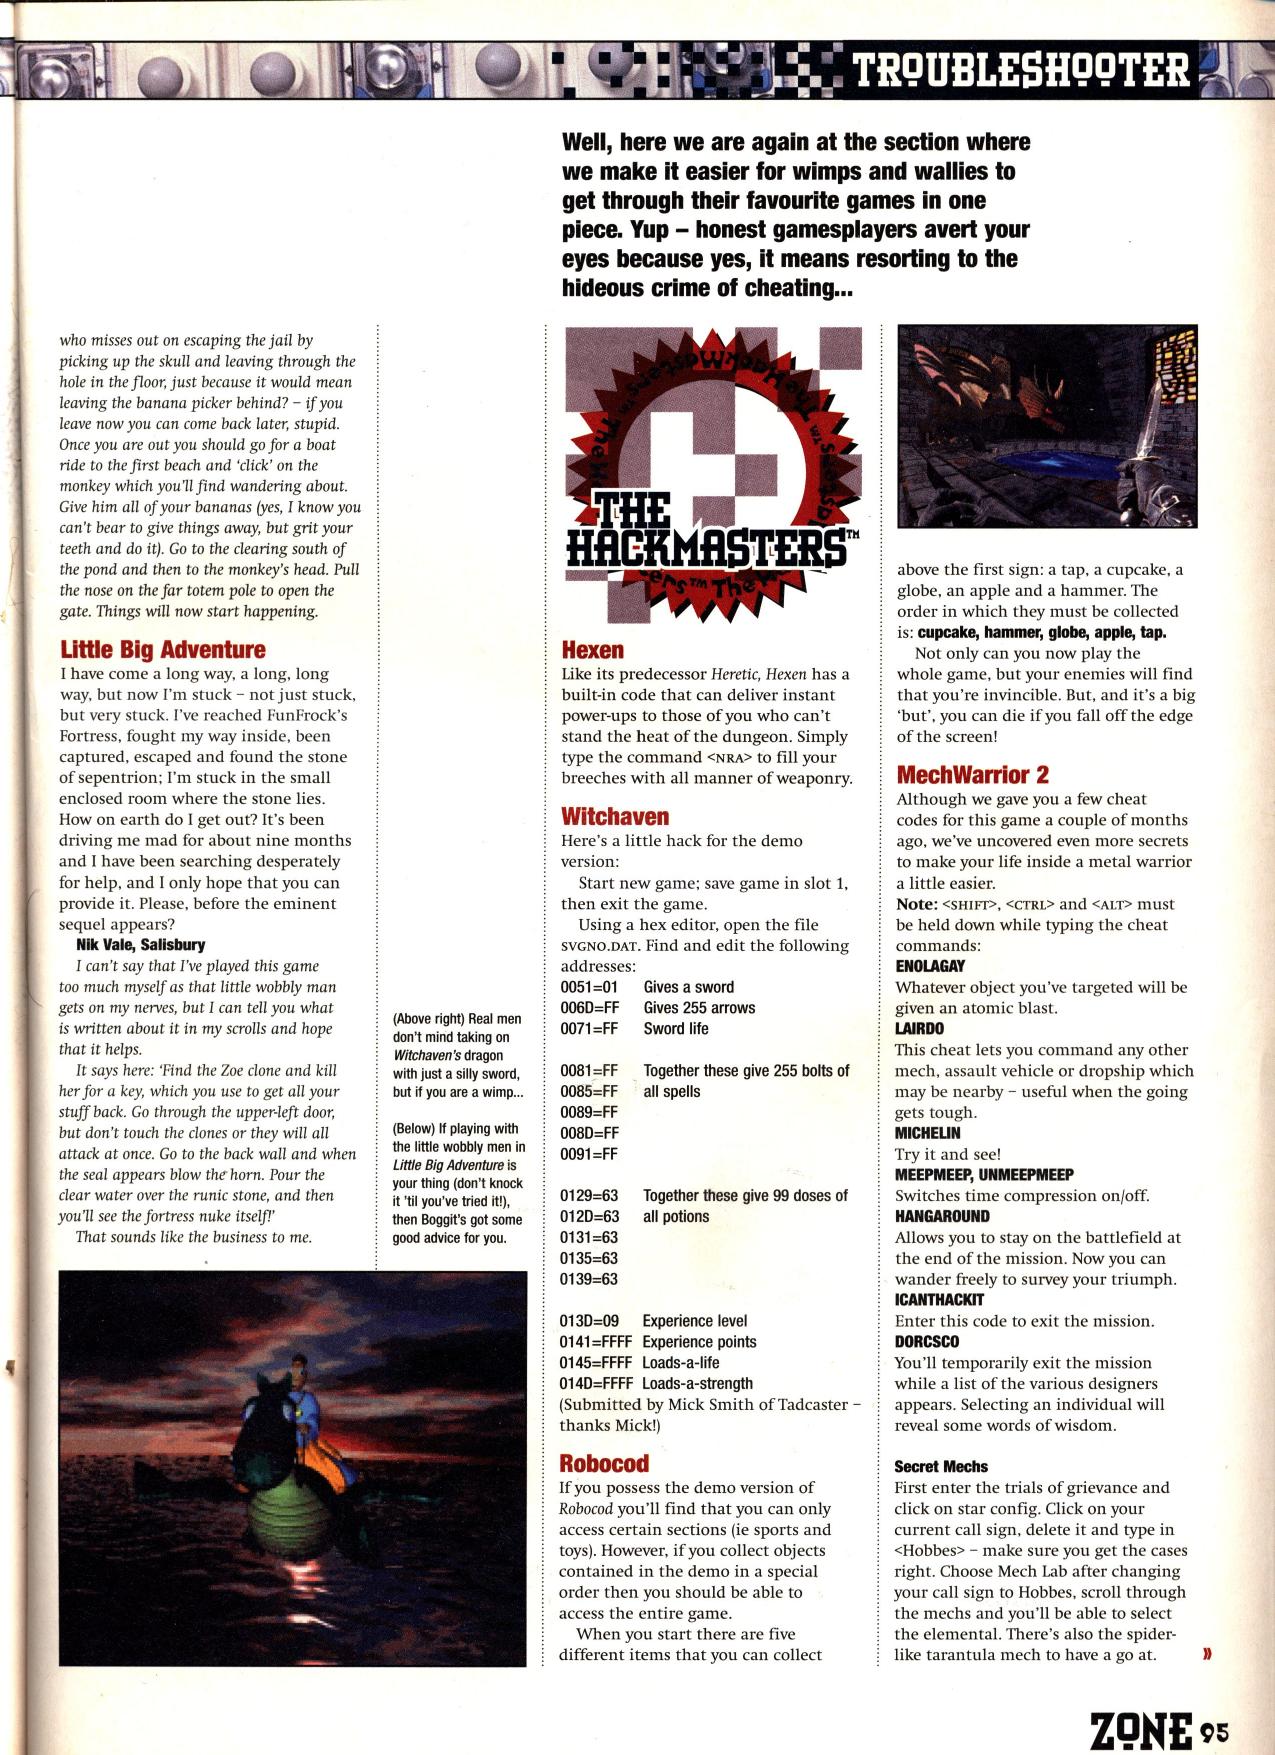 TROUBLESHOOTER
Well, here we are again at the section where
we make it easier for wimps and wallies to
get through their favourite games in one
piece. Yup – honest gamesplayers avert your
eyes because yes, it means resorting to the
hideous crime of cheating...
who misses out on escaping the jail by
picking up the skull and leaving through the
hole in the floor, just because it would mean
leaving the banana picker behind? – if you
leave now you can come back later, stupid.
Once you are out you should go for a boat
ride to the first beach and ‘click’ on the
monkey which you'll find wandering about.
Give him all of your bananas (yes, I know you
can't bear to give things away, but grit your
teeth and do it). Go to the clearing south of
the pond and then to the monkey's head. Pull
the nose on the far totem pole to open the
gate. Things will now start happening.
Little Big Adventure
I have come a long way, a long, long
way, but now I'm stuck – not just stuck,
but very stuck. I've reached FunFrock's
Fortress, fought my way inside, been
captured, escaped and found the stone
of sepentrion; I'm stuck in the small
enclosed room where the stone lies.
How on earth do I get out? It's been
driving me mad for about nine months
and I have been searching desperately
for help, and I only hope that you can
provide it. Please, before the eminent
sequel appears?
Nik Vale, Salisbury
I can't say that I've played this game
too much myself as that little wobbly man
gets on my nerves, but I can tell you what
is written about it in my scrolls and hope
that it helps.
It says here: ‘Find the Zoe clone and kill
her for a key, which you use to get all your
stuff back. Go through the upper-left door,
but don't touch the clones or they will all
attack at once. Go to the back wall and when
the seal appears blow the horn. Pour the
clear water over the runic stone, and then
you'll see the fortress nuke itself!’
That sounds like the business to me.
(Above right) Real men
don't mind taking on
Witchaven's dragon
with just a silly sword,
but if you are a wimp...
(Below) If playing with
the little wobbly men in
Little Big Adventure is
your thing (don't knock
it 'til you've tried it!),
then Boggit's got some
good advice for you.
THE
HACKMASTERS™
Hexen
Like its predecessor Heretic, Hexen has a
built-in code that can deliver instant
power-ups to those of you who can't
stand the heat of the dungeon. Simply
type the command <NRA> to fill your
breeches with all manner of weaponry.
Witchaven
Here's a little hack for the demo
version:
Start new game; save game in slot 1,
then exit the game.
Using a hex editor, open the file
SVGNO.DAT. Find and edit the following
addresses:
0051=01 Gives a sword
006D=FF Gives 255 arrows
0071=FF Sword life
0081=FF Together these give 255 bolts of
0085=FF all spells
0089=FF
008D=FF
0091=FF
0129=63 Together these give 99 doses of
012D=63 all potions
0131=63
0135=63
0139=63
013D=09 Experience level
0141=FFFF Experience points
0145=FFFF Loads-a-life
014D=FFFF Loads-a-strength
(Submitted by Mick Smith of Tadcaster –
thanks Mick!)
Robocod
If you possess the demo version of
Robocod you'll find that you can only
access certain sections (ie sports and
toys). However, if you collect objects
contained in the demo in a special
order then you should be able to
access the entire game.
When you start there are five
different items that you can collect
above the first sign: a tap, a cupcake, a
globe, an apple and a hammer. The
order in which they must be collected
is: cupcake, hammer, globe, apple, tap.
Not only can you now play the
whole game, but your enemies will find
that you're invincible. But, and it's a big
‘but’, you can die if you fall off the edge
of the screen!
MechWarrior 2
Although we gave you a few cheat
codes for this game a couple of months
ago, we've uncovered even more secrets
to make your life inside a metal warrior
a little easier.
Note: <SHIFT>, <CTRL> and <ALT> must
be held down while typing the cheat
commands:
ENOLAGAY
Whatever object you've targeted will be
given an atomic blast.
LAIRDO
This cheat lets you command any other
mech, assault vehicle or dropship which
may be nearby – useful when the going
gets tough.
MICHELIN
Try it and see!
MEEPMEEP, UNMEEPMEEP
Switches time compression on/off.
HANGAROUND
Allows you to stay on the battlefield at
the end of the mission. Now you can
wander freely to survey your triumph.
ICANTHACKIT
Enter this code to exit the mission.
DORCSCO
You'll temporarily exit the mission
while a list of the various designers
appears. Selecting an individual will
reveal some words of wisdom.
Secret Mechs
First enter the trials of grievance and
click on star config. Click on your
current call sign, delete it and type in
<Hobbes> – make sure you get the cases
right. Choose Mech Lab after changing
your call sign to Hobbes, scroll through
the mechs and you'll be able to select
the elemental. There's also the spider-
like tarantula mech to have a go at. »
ZONE 95